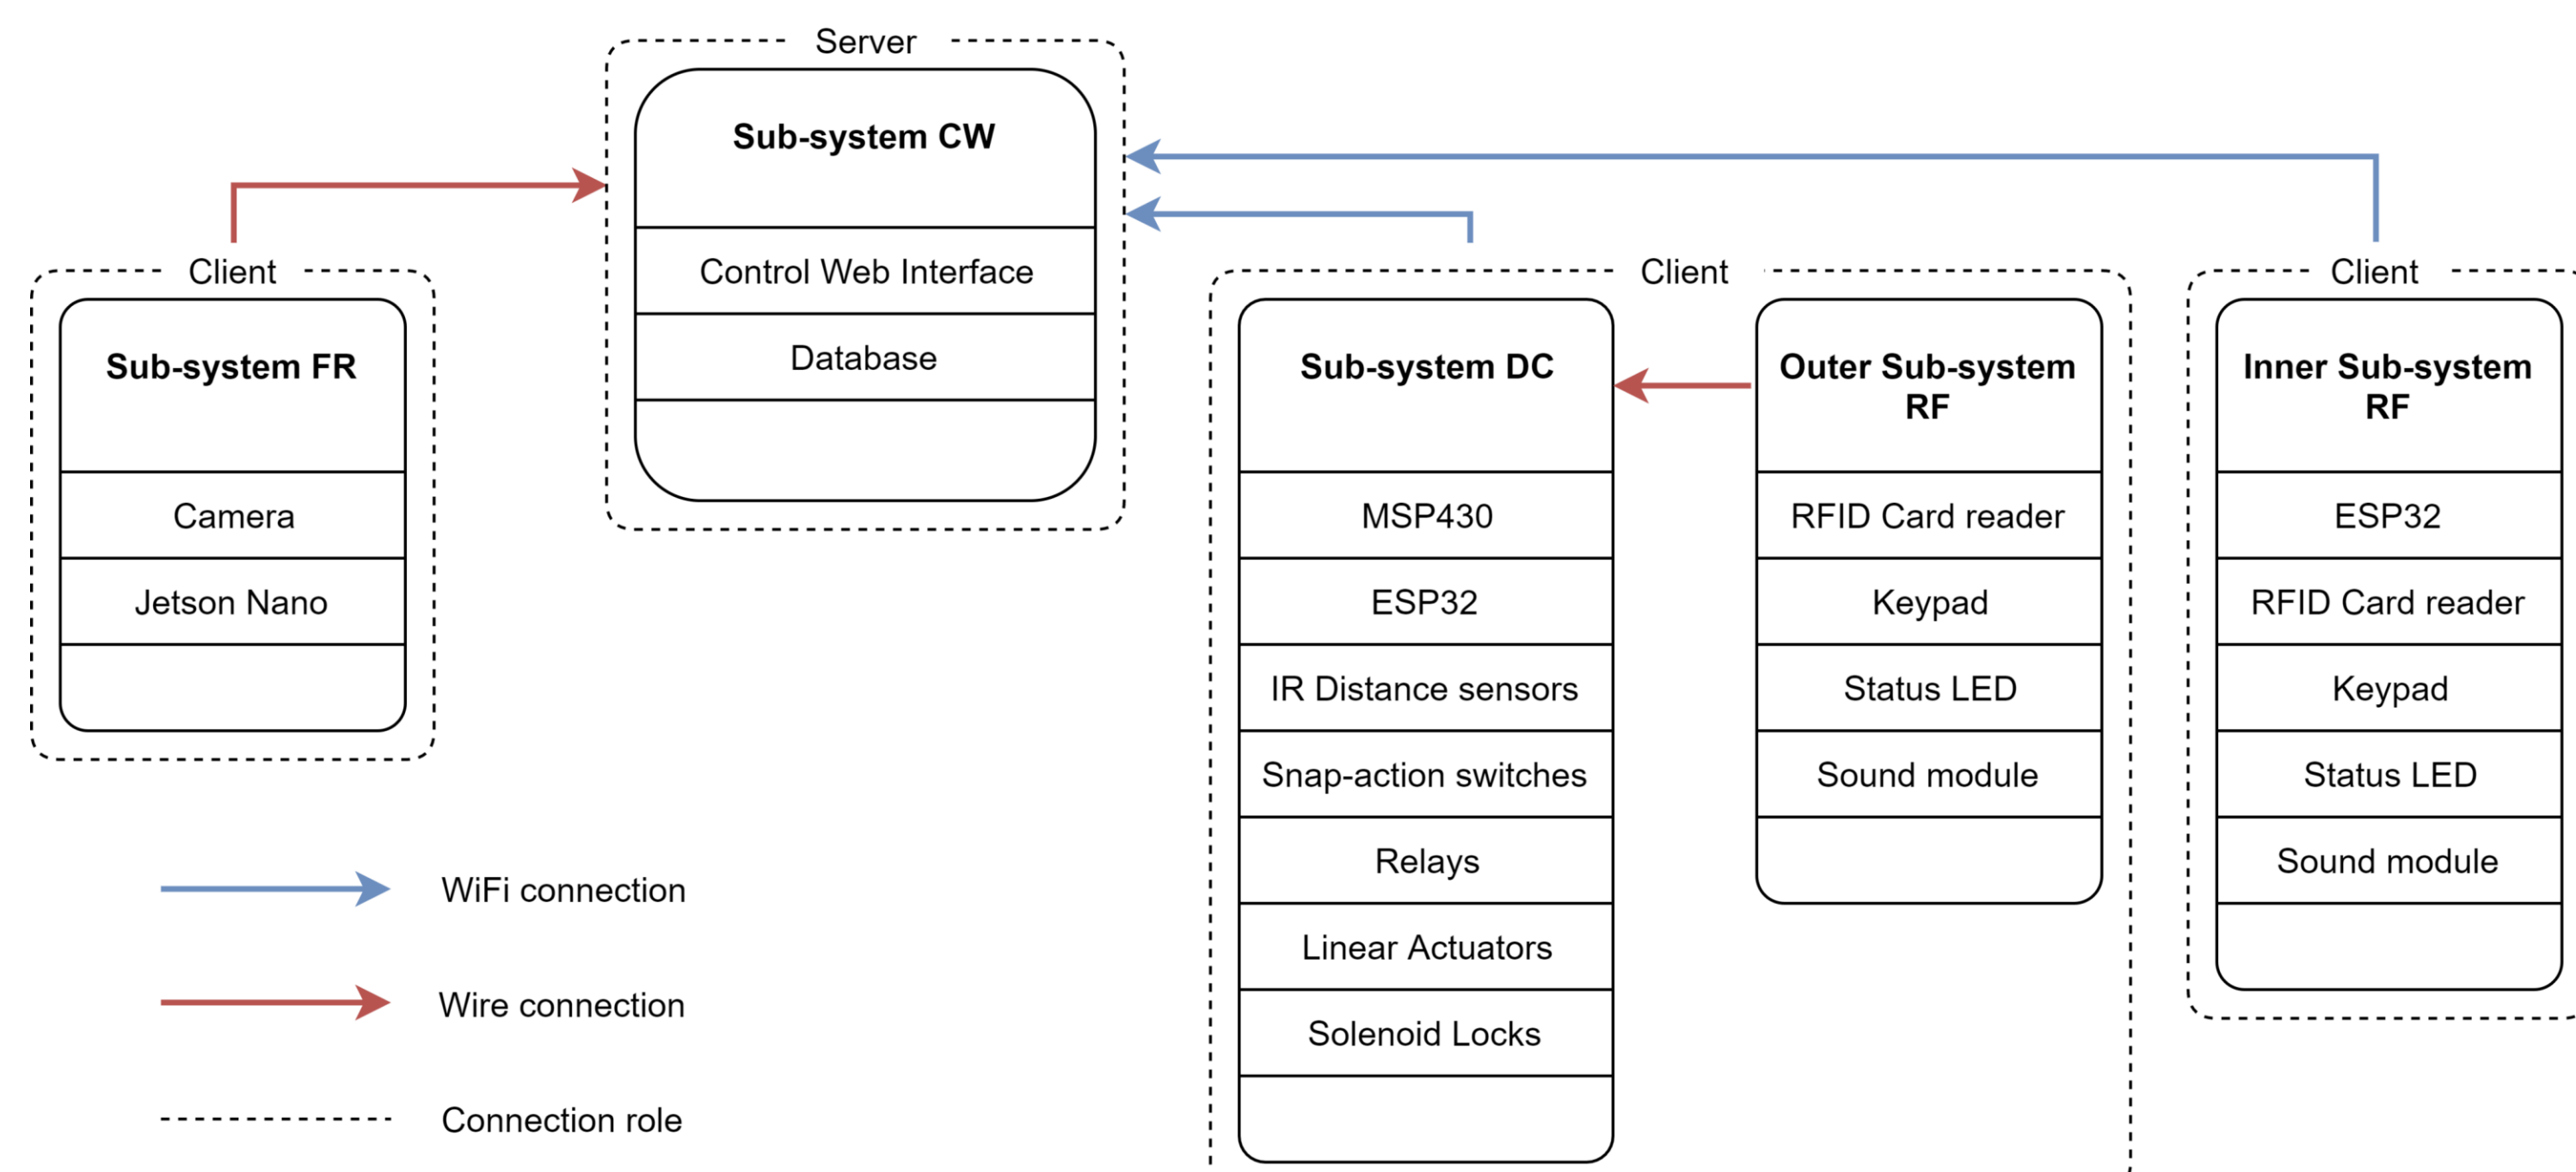 Server
Sub-system CW
Control Web Interface
Database
Client
Sub-system FR
Camera
Jetson Nano
Client
Sub-system DC
MSP430
ESP32
IR Distance sensors
Snap-action switches
Relays
Linear Actuators
Solenoid Locks
Outer Sub-system
RF
RFID Card reader
Keypad
Status LED
Sound module
Client
Inner Sub-system
RF
ESP32
RFID Card reader
Keypad
Status LED
Sound module
WiFi connection
Wire connection
Connection role